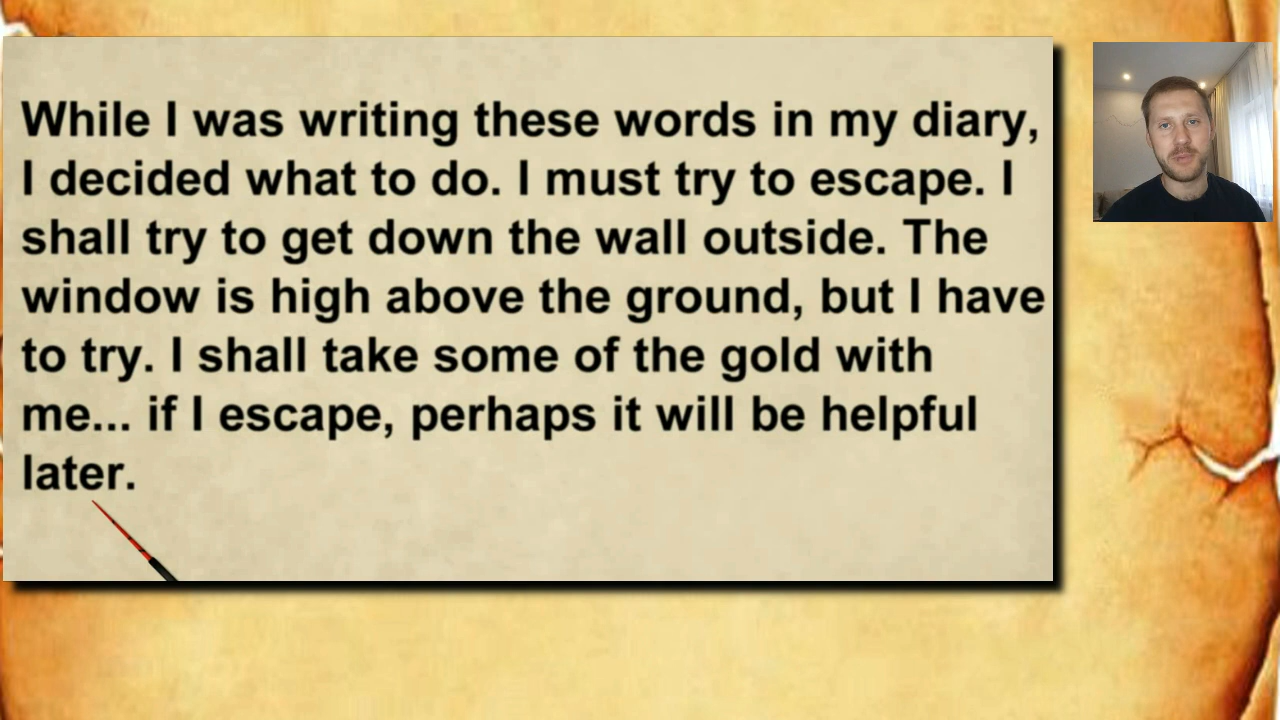 While I was writing these words in my diary,
I decided what to do. I must try to escape. I
shall try to get down the wall outside. The
window is high above the ground, but I have
to try. I shall take some of the gold with
me... if I escape, perhaps it will be helpful
later.